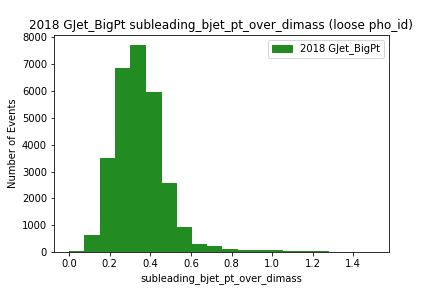 2018 GJet_BigPt subleading_bjet_pt_over_dimass (loose pho_id)
2018 GJet_BigPt
Number of Events
8000
7000
6000
5000
4000
3000
2000
1000
0
0.0 0.2 0.4 0.6 0.8 1.0 1.2 1.4
subleading_bjet_pt_over_dimass